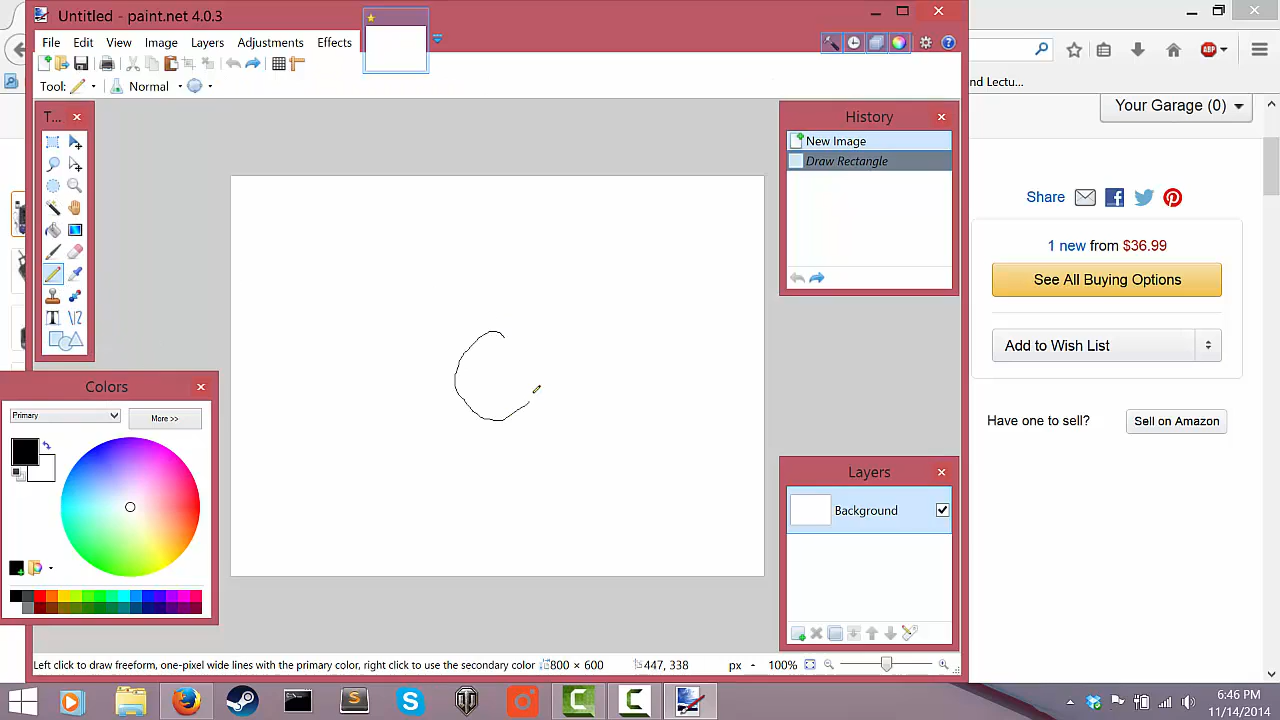 Untitled - paint.net 4.0.3
File Edit View Image Layers Adjustments Effects
Tool: Normal
T...
History
New Image
Draw Rectangle
Colors
Primary
More >>
Layers
Background
Left click to draw freeform, one-pixel wide lines with the primary color, right click to use the secondary color 800 × 600 447, 338 px 100%
ABP
nd Lectu...
Your Garage (0)
Share
1 new from $36.99
See All Buying Options
Add to Wish List
Have one to sell? Sell on Amazon
6:46 PM
11/14/2014